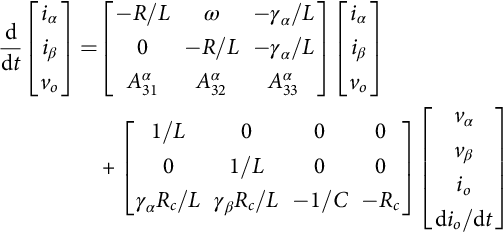 d/dt [i_α i_β v_o] = [−R/L ω −γ_α/L; 0 −R/L −γ_α/L; A^α_31 A^α_32 A^α_33] [i_α i_β v_o]
+ [1/L 0 0 0; 0 1/L 0 0; γ_αR_c/L γ_βR_c/L −1/C −R_c] [v_α v_β i_o di_o/dt]